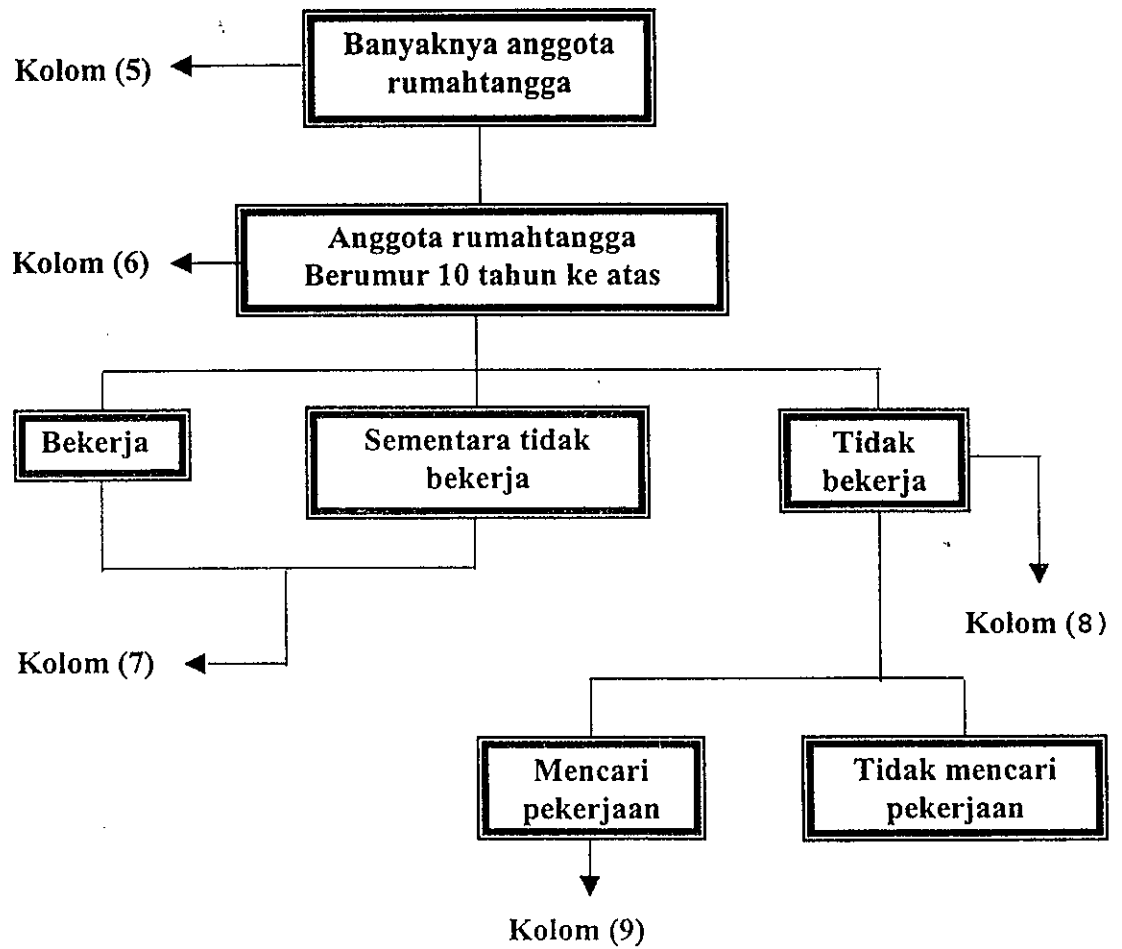 Banyaknya anggota
rumahtangga
Kolom (5)
Anggota rumahtangga
Berumur 10 tahun ke atas
Kolom (6)
Bekerja
Sementara tidak
bekerja
Tidak
bekerja
Kolom (8)
Kolom (7)
Mencari
pekerjaan
Tidak mencari
pekerjaan
Kolom (9)